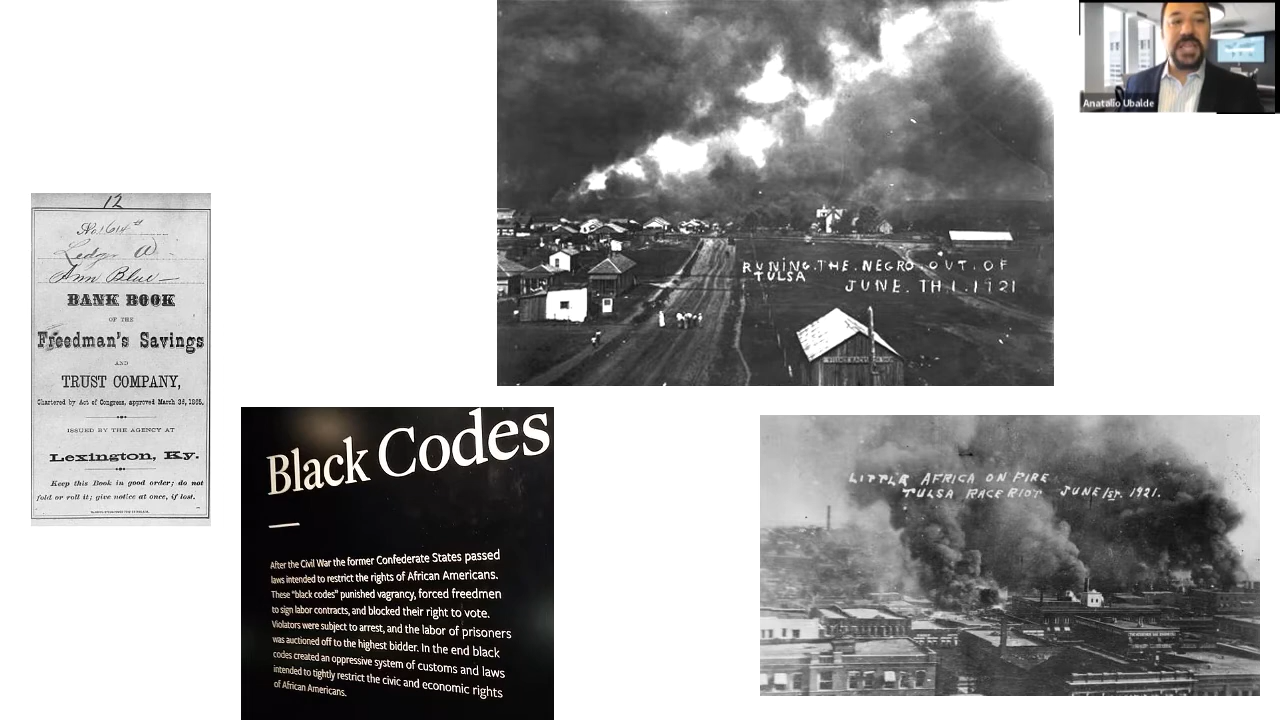 Anatalio Ubalde
RUNING.THE.NEGRO.OUT.OF
TULSA JUNE.TH1.1921
12
No. 1614
Ledger A.
Ann Blue
BANK BOOK
OF THE
Freedman's Savings
AND
TRUST COMPANY,
Chartered by Act of Congress, approved March 3d, 1865.
ISSUED BY THE AGENCY AT
Lexington, Ky.
Keep this Book in good order; do not
fold or roll it; give notice at once, if lost.
Black Codes
After the Civil War the former Confederate States passed
laws intended to restrict the rights of African Americans.
These "black codes" punished vagrancy, forced freedmen
to sign labor contracts, and blocked their right to vote.
Violators were subject to arrest, and the labor of prisoners
was auctioned off to the highest bidder. In the end black
codes created an oppressive system of customs and laws
intended to tightly restrict the civic and economic rights
of African Americans.
LITTLE AFRICA ON FIRE
TULSA RACE RIOT JUNE 1ST. 1921.